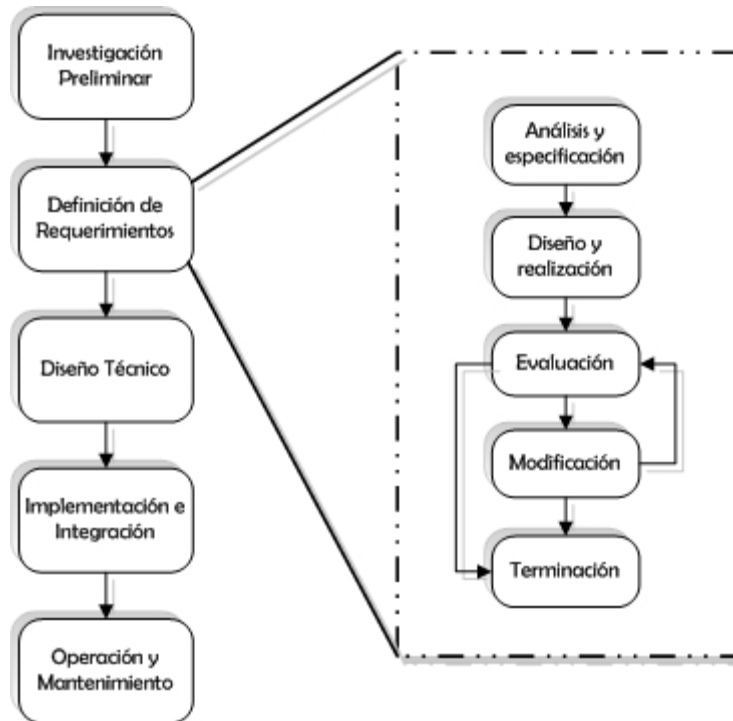 Investigación
Preliminar
Definición de
Requerimientos
Diseño Técnico
Implementación e
Integración
Operación y
Mantenimiento
Análisis y
especificación
Diseño y
realización
Evaluación
Modificación
Terminación